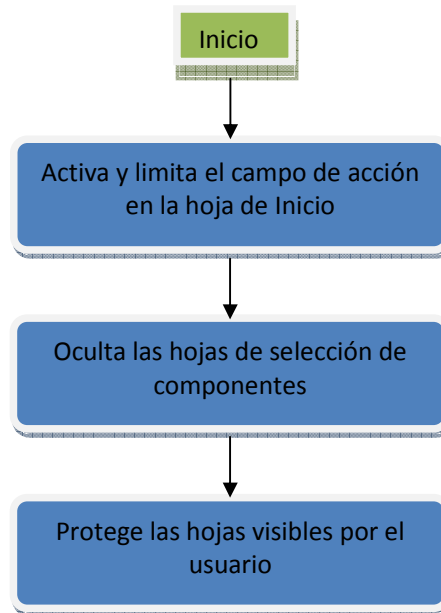 Inicio
Activa y limita el campo de acción
en la hoja de Inicio
Oculta las hojas de selección de
componentes
Protege las hojas visibles por el
usuario